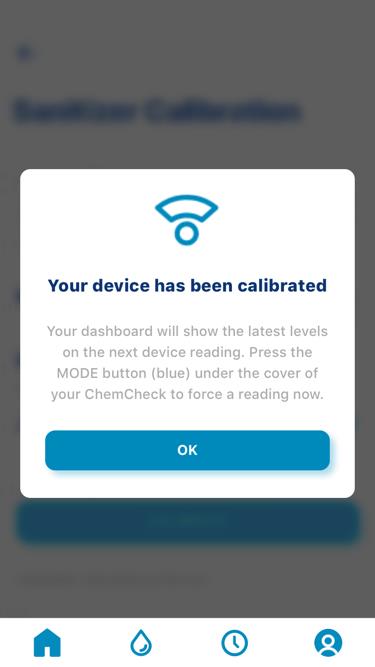 Sanitizer Calibration
Your device has been calibrated
Your dashboard will show the latest levels
on the next device reading. Press the
MODE button (blue) under the cover of
your ChemCheck to force a reading now.
OK